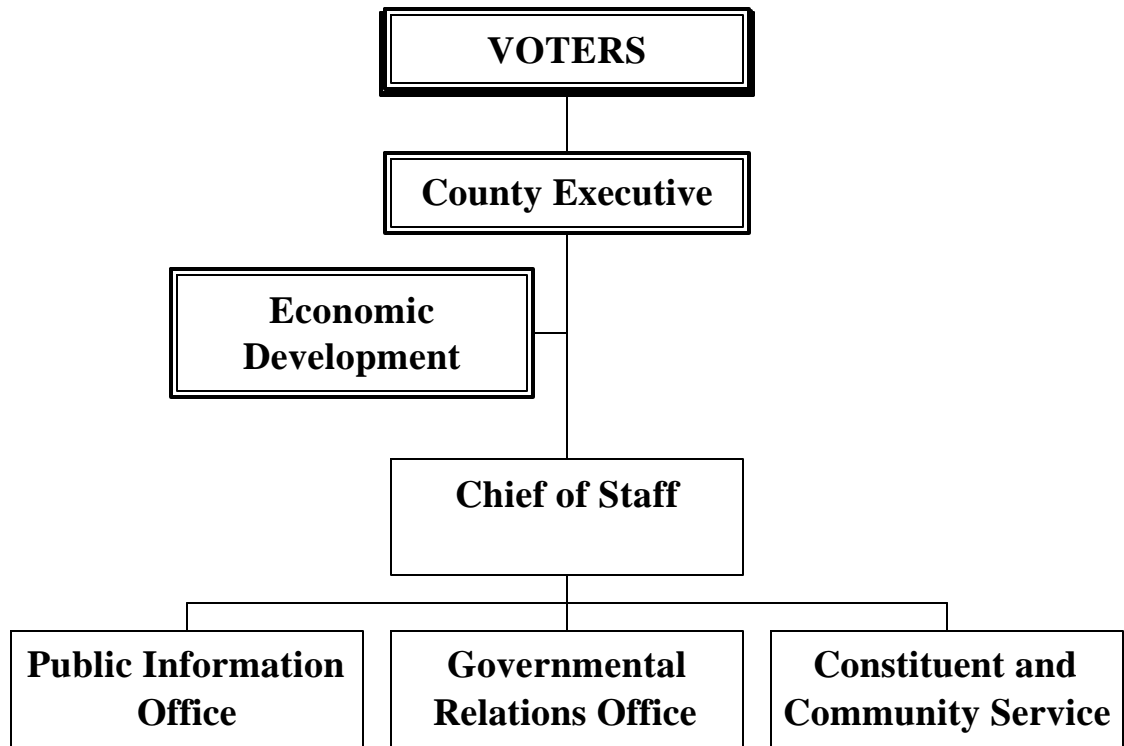 VOTERS
County Executive
Economic
Development
Chief of Staff
Public Information
Office
Governmental
Relations Office
Constituent and
Community Service